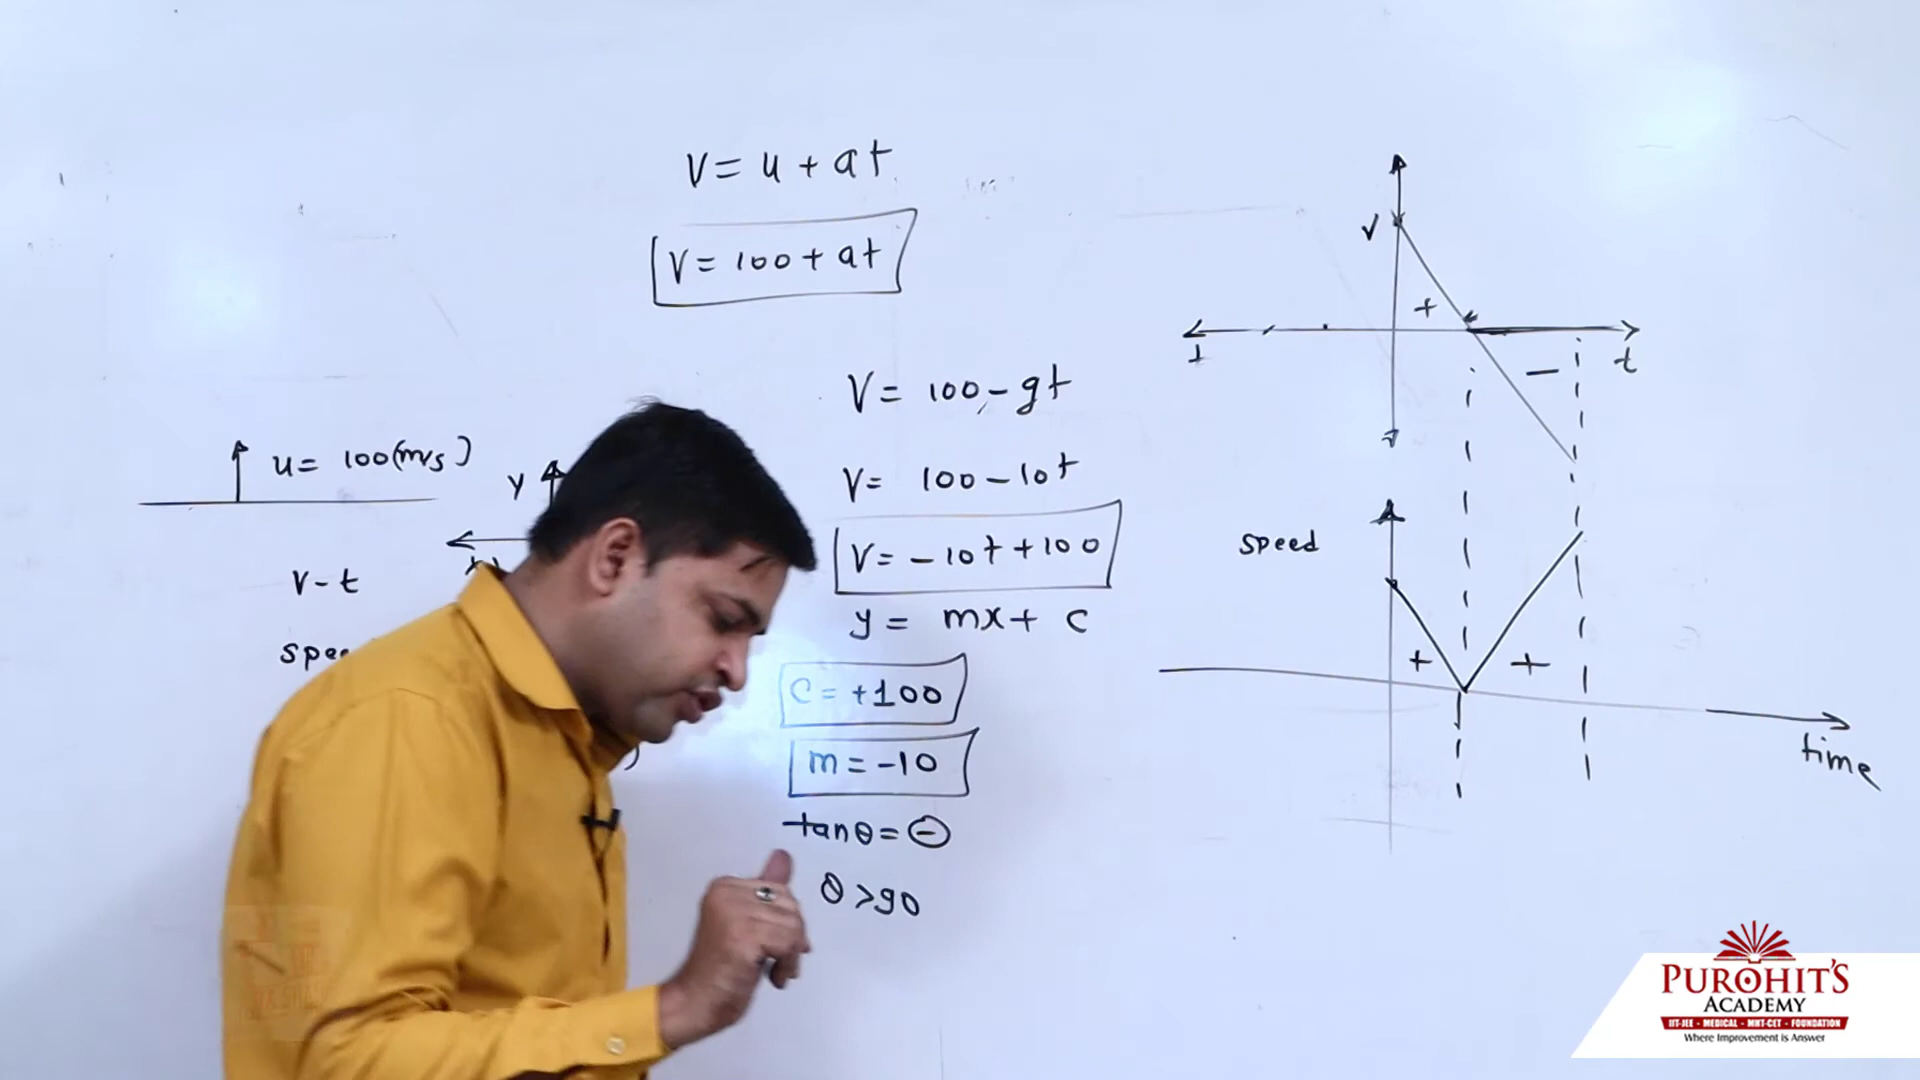 V = u + at
V = 100 + at
V = 100 - gt
V = 100 - 10t
V = -10t + 100
y = mx + c
C = +100
m = -10
tanθ = ⊖
θ > 90
u = 100(m/s)
Y
V - t
V
+
-
t
speed
+
+
time
PUROHIT'S
ACADEMY
IIT-JEE • MEDICAL • MHT-CET • FOUNDATION
Where Improvement is Answer